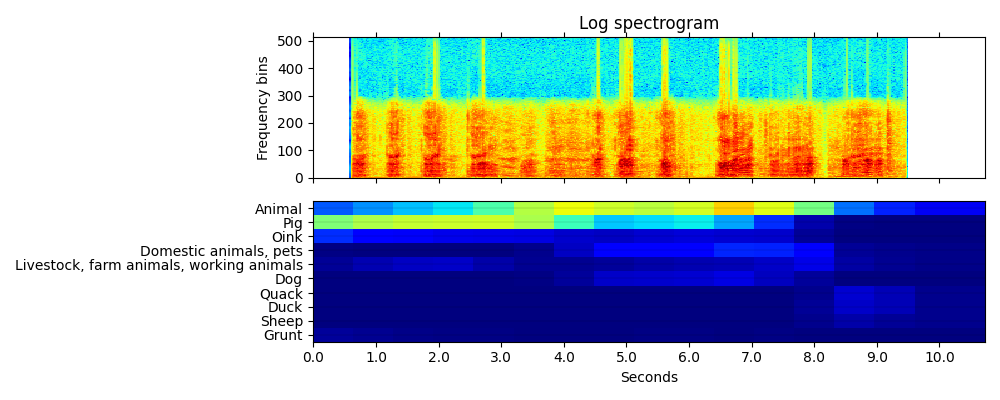 Log spectrogram
Frequency bins
500
400
300
200
100
0
Animal
Pig
Oink
Domestic animals, pets
Livestock, farm animals, working animals
Dog
Quack
Duck
Sheep
Grunt
0.0 1.0 2.0 3.0 4.0 5.0 6.0 7.0 8.0 9.0 10.0
Seconds